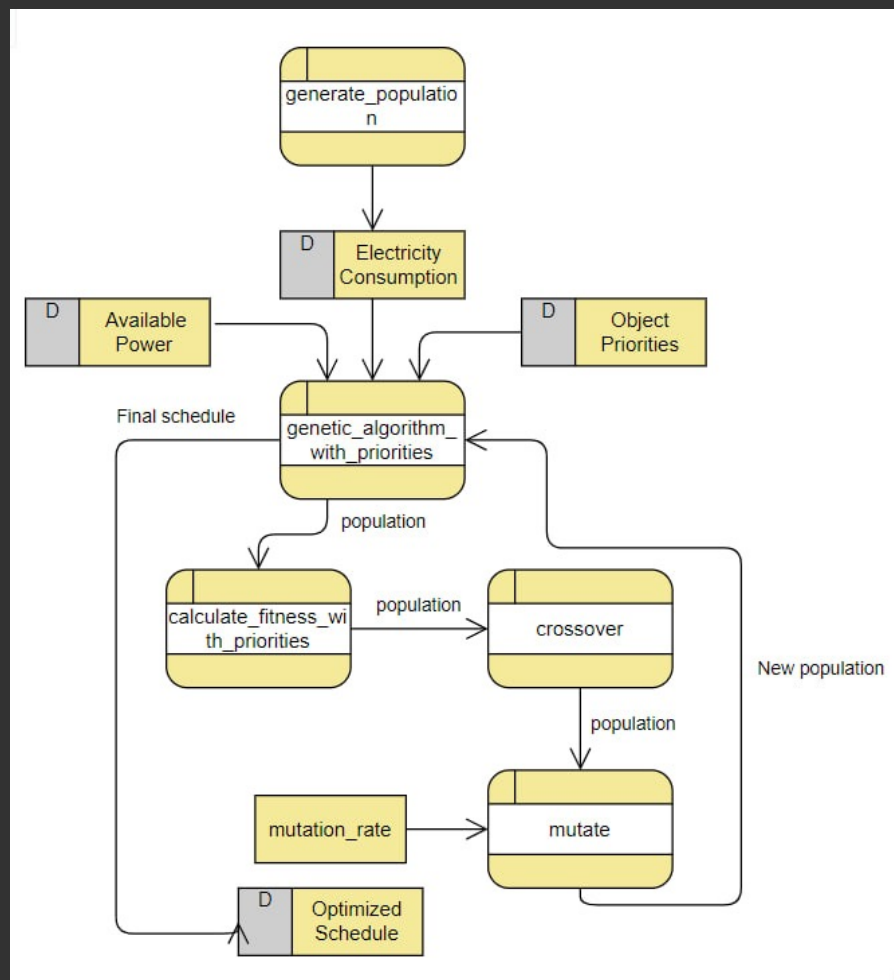 generate_populatio
n
D
Electricity
Consumption
D
Available
Power
D
Object
Priorities
Final schedule
genetic_algorithm_
with_priorities
population
calculate_fitness_wi
th_priorities
population
crossover
New population
population
mutation_rate
mutate
D
Optimized
Schedule